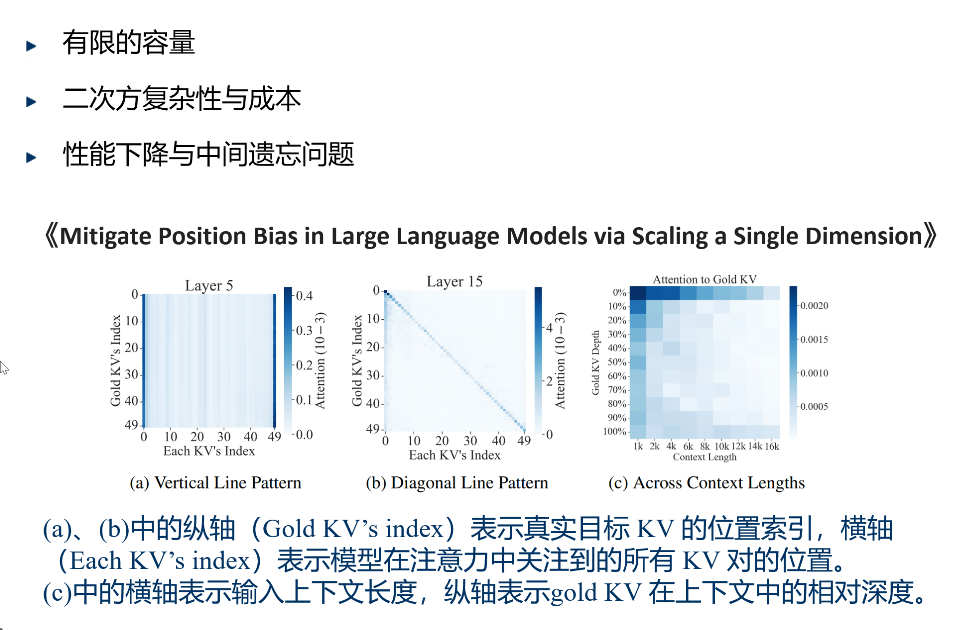 有限的容量
二次方复杂性与成本
性能下降与中间遗忘问题
《Mitigate Position Bias in Large Language Models via Scaling a Single Dimension》
Layer 5
Gold KV's Index
0
10
20
30
40
49
0 10 20 30 40 49
Each KV's Index
0.4
0.3
0.2
0.1
0.0
Attention (10−3)
(a) Vertical Line Pattern
Layer 15
Gold KV's Index
0
10
20
30
40
49
0 10 20 30 40 49
Each KV's Index
4
2
0
Attention (10−3)
(b) Diagonal Line Pattern
Attention to Gold KV
Gold KV Depth
0%
10%
20%
30%
40%
50%
60%
70%
80%
90%
100%
1k 2k 4k 6k 8k 10k 12k 14k 16k
Context Length
0.0020
0.0015
0.0010
0.0005
(c) Across Context Lengths
(a)、(b)中的纵轴（Gold KV’s index）表示真实目标 KV 的位置索引，横轴
（Each KV’s index）表示模型在注意力中关注到的所有 KV 对的位置。
(c)中的横轴表示输入上下文长度，纵轴表示gold KV 在上下文中的相对深度。